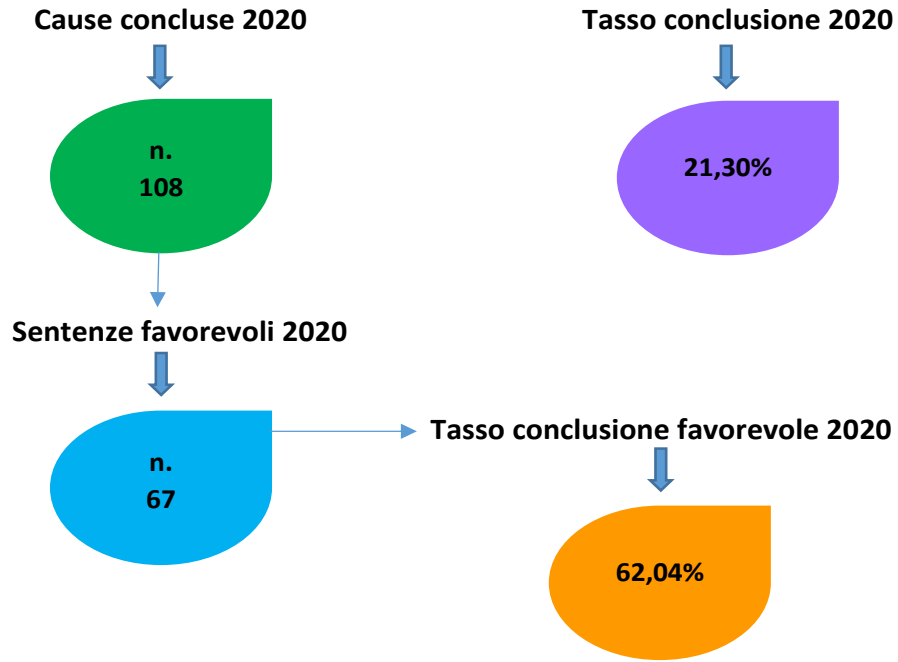 Cause concluse 2020
Tasso conclusione 2020
n.
108
21,30%
Sentenze favorevoli 2020
n.
67
Tasso conclusione favorevole 2020
62,04%